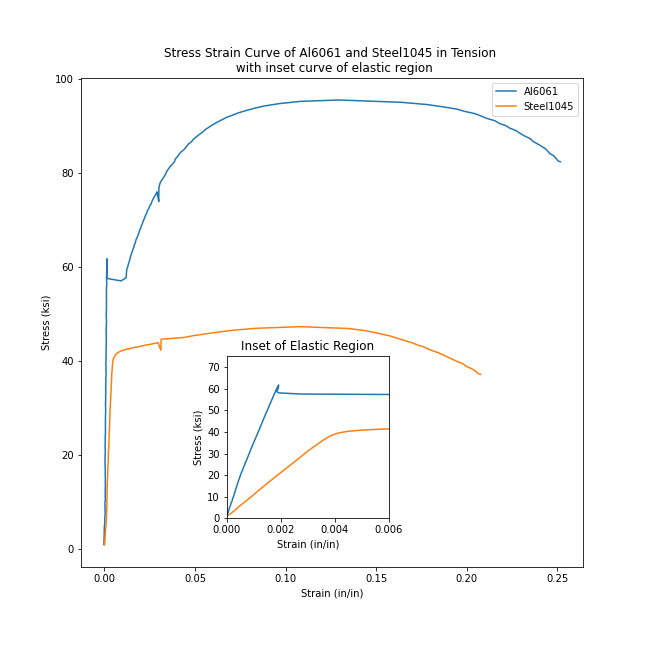 Stress Strain Curve of Al6061 and Steel1045 in Tension
with inset curve of elastic region
Al6061
Steel1045
Stress (ksi)
100
80
60
40
20
0
0.00
0.05
0.10
0.15
0.20
0.25
Strain (in/in)
Inset of Elastic Region
Stress (ksi)
70
60
50
40
30
20
10
0
0.000
0.002
0.004
0.006
Strain (in/in)